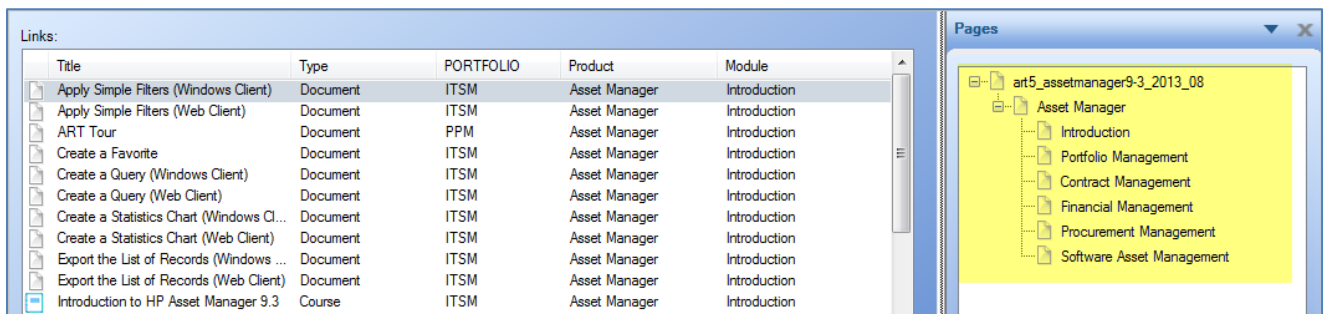 Links:
Title Type PORTFOLIO Product Module
Apply Simple Filters (Windows Client) Document ITSM Asset Manager Introduction
Apply Simple Filters (Web Client) Document ITSM Asset Manager Introduction
ART Tour Document PPM Asset Manager Introduction
Create a Favorite Document ITSM Asset Manager Introduction
Create a Query (Windows Client) Document ITSM Asset Manager Introduction
Create a Query (Web Client) Document ITSM Asset Manager Introduction
Create a Statistics Chart (Windows Cl... Document ITSM Asset Manager Introduction
Create a Statistics Chart (Web Client) Document ITSM Asset Manager Introduction
Export the List of Records (Windows ... Document ITSM Asset Manager Introduction
Export the List of Records (Web Client) Document ITSM Asset Manager Introduction
Introduction to HP Asset Manager 9.3 Course ITSM Asset Manager Introduction
Pages
art5_assetmanager9-3_2013_08
Asset Manager
Introduction
Portfolio Management
Contract Management
Financial Management
Procurement Management
Software Asset Management